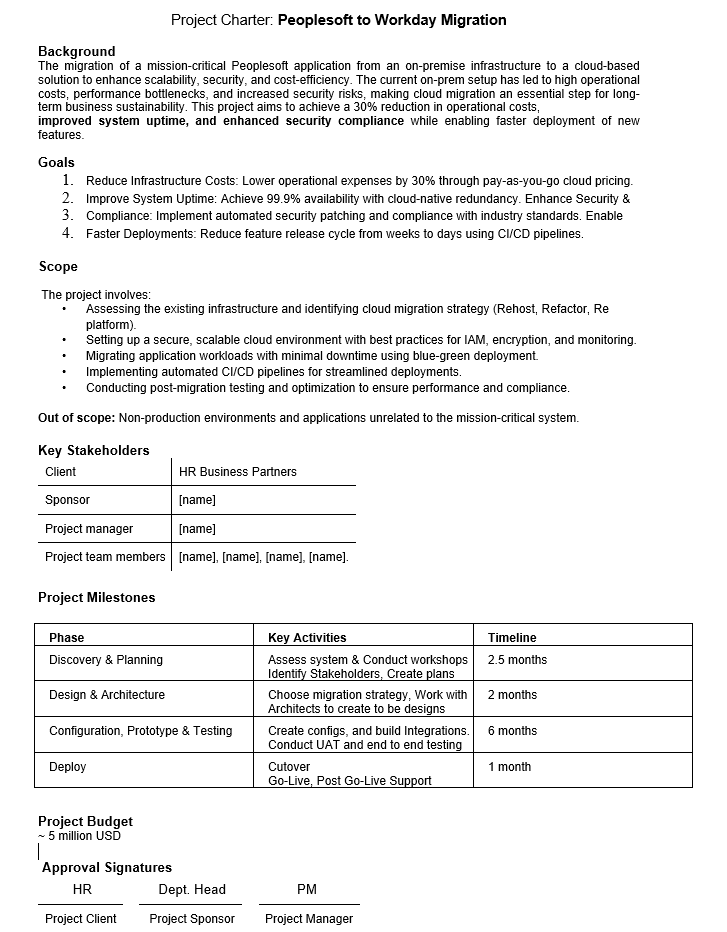 Project Charter: Peoplesoft to Workday Migration
Background
The migration of a mission-critical Peoplesoft application from an on-premise infrastructure to a cloud-based
solution to enhance scalability, security, and cost-efficiency. The current on-prem setup has led to high operational
costs, performance bottlenecks, and increased security risks, making cloud migration an essential step for long-
term business sustainability. This project aims to achieve a 30% reduction in operational costs,
improved system uptime, and enhanced security compliance while enabling faster deployment of new
features.
Goals
1. Reduce Infrastructure Costs: Lower operational expenses by 30% through pay-as-you-go cloud pricing.
2. Improve System Uptime: Achieve 99.9% availability with cloud-native redundancy. Enhance Security &
3. Compliance: Implement automated security patching and compliance with industry standards. Enable
4. Faster Deployments: Reduce feature release cycle from weeks to days using CI/CD pipelines.
Scope
The project involves:
• Assessing the existing infrastructure and identifying cloud migration strategy (Rehost, Refactor, Re
platform).
• Setting up a secure, scalable cloud environment with best practices for IAM, encryption, and monitoring.
• Migrating application workloads with minimal downtime using blue-green deployment.
• Implementing automated CI/CD pipelines for streamlined deployments.
• Conducting post-migration testing and optimization to ensure performance and compliance.
Out of scope: Non-production environments and applications unrelated to the mission-critical system.
Key Stakeholders
Client HR Business Partners
Sponsor [name]
Project manager [name]
Project team members [name], [name], [name], [name].
Project Milestones
Phase Key Activities Timeline
Discovery & Planning Assess system & Conduct workshops 2.5 months
Identify Stakeholders, Create plans
Design & Architecture Choose migration strategy, Work with 2 months
Architects to create to be designs
Configuration, Prototype & Testing Create configs, and build Integrations. 6 months
Conduct UAT and end to end testing
Deploy Cutover 1 month
Go-Live, Post Go-Live Support
Project Budget
~ 5 million USD
Approval Signatures
HR Dept. Head PM
Project Client Project Sponsor Project Manager